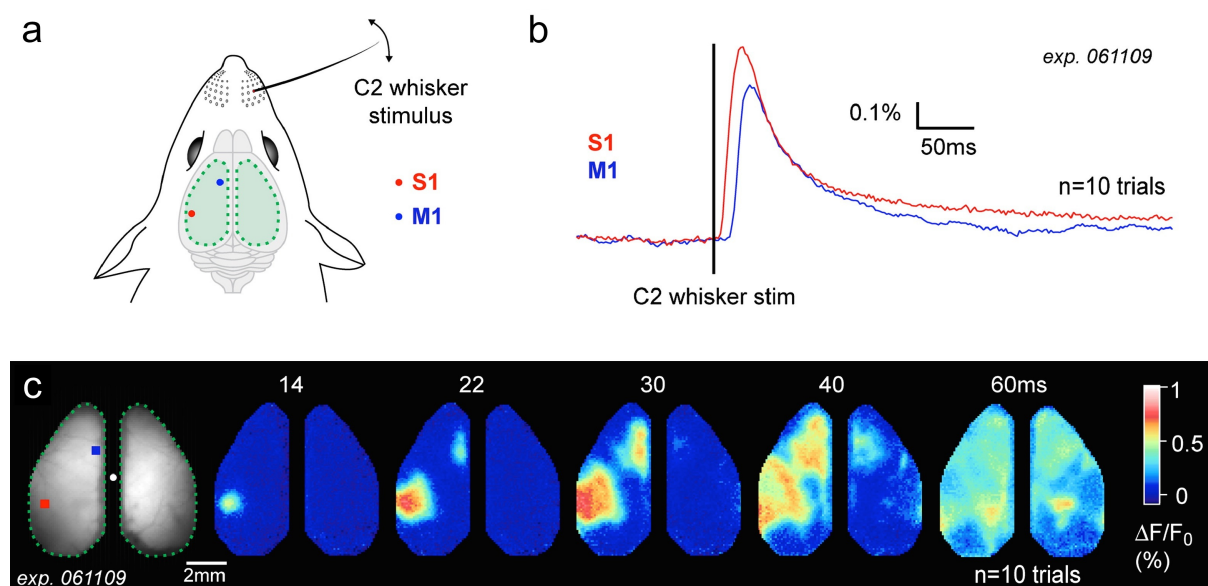 a
C2 whisker
stimulus
S1
M1
b
exp. 061109
0.1%
50ms
S1
M1
n=10 trials
C2 whisker stim
c
14
22
30
40
60ms
1
0.5
0
ΔF/F0
(%)
2mm
exp. 061109
n=10 trials